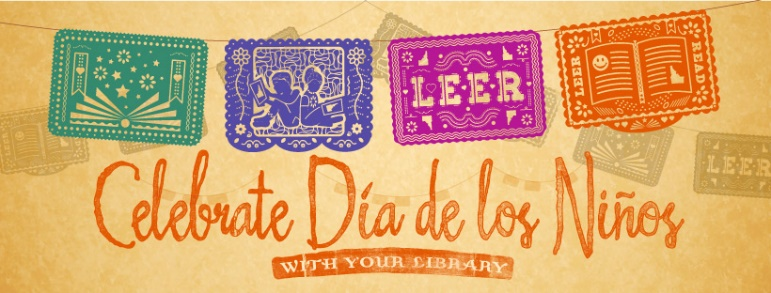 LEER
LEER
READ
LEER
Celebrate Día de los Niños
WITH YOUR LIBRARY